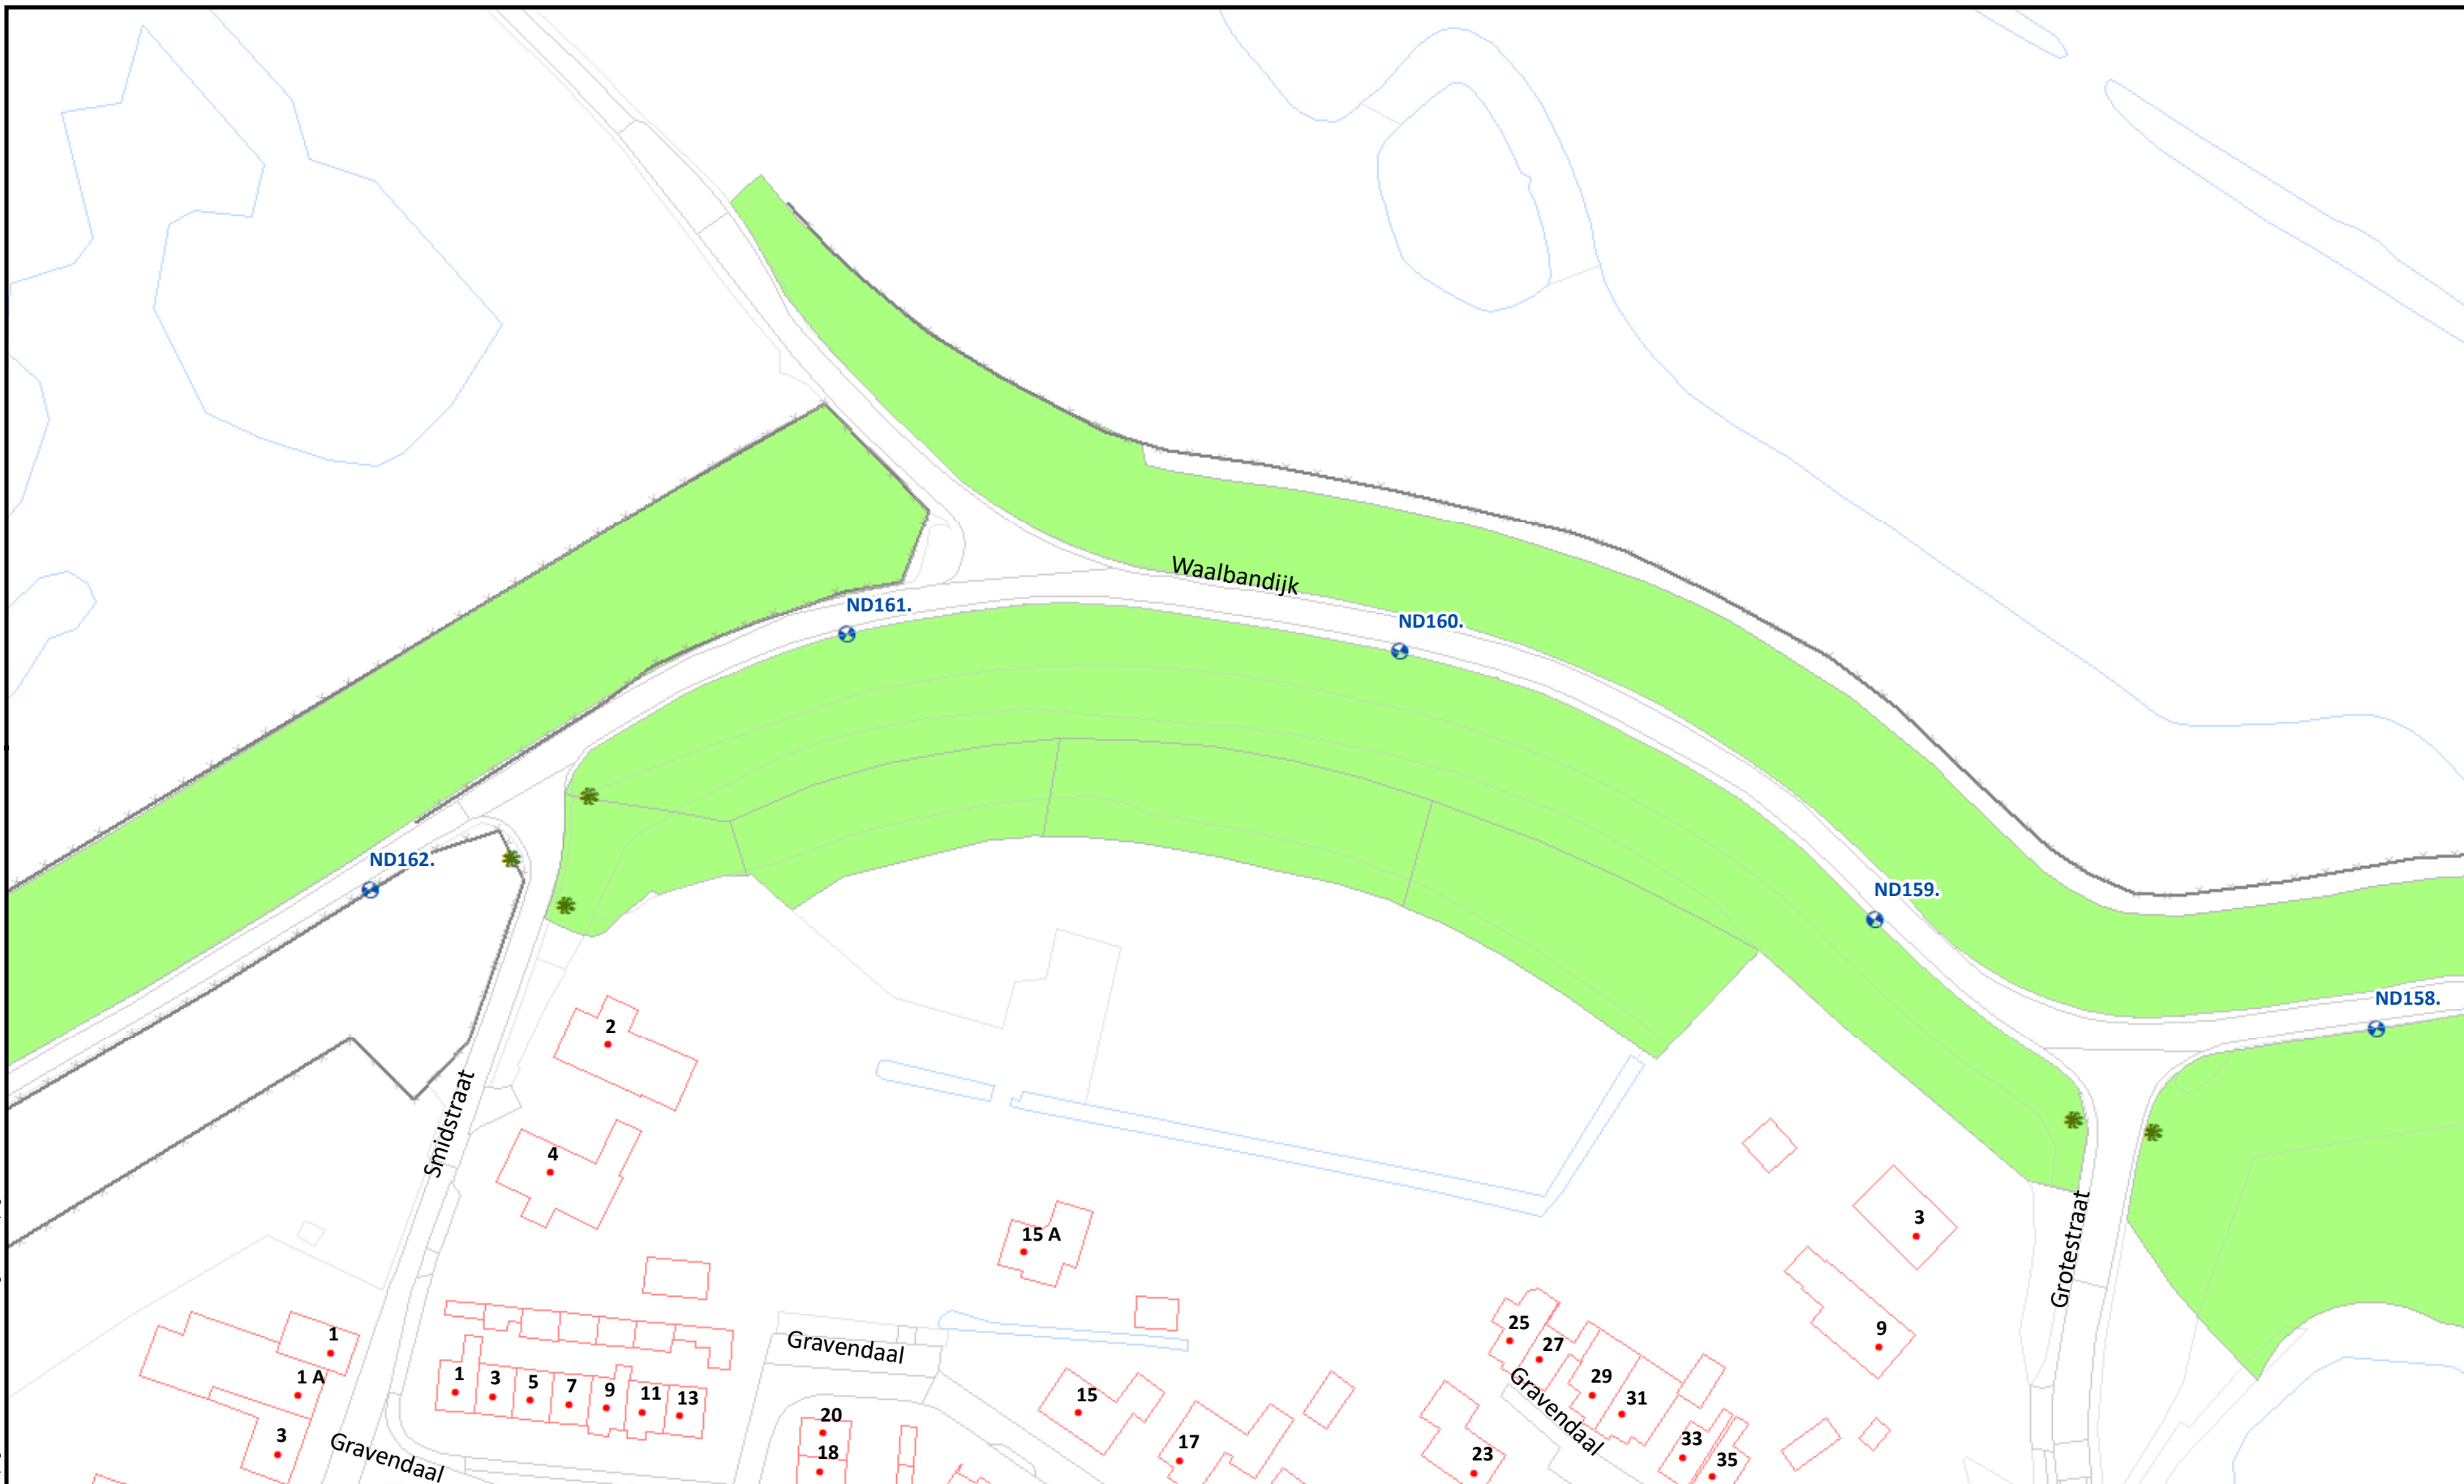 Waalbandijk
ND161.
ND160.
ND162.
ND159.
ND158.
2
4
Smidstraat
15 A
3
Grotestraat
9
1
1 A
3
1
3
5
7
9
11
13
Gravendaal
Gravendaal
20
18
15
17
25
27
29
31
Gravendaal
23
33
35